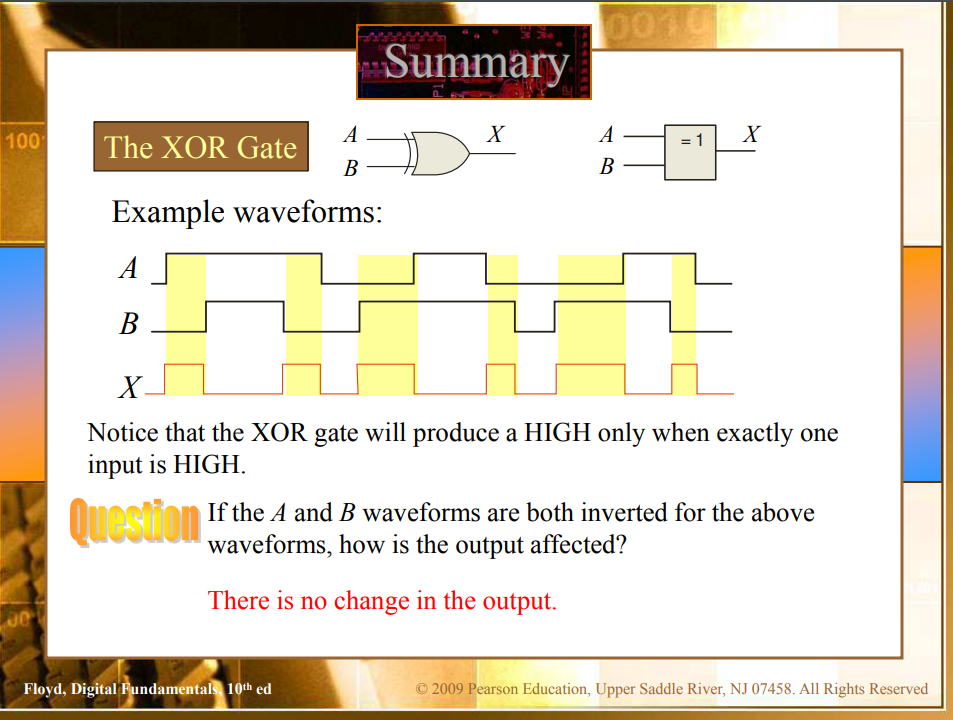 Summary
The XOR Gate
A
B
X
A
B
= 1
X
Example waveforms:
A
B
X
Notice that the XOR gate will produce a HIGH only when exactly one
input is HIGH.
Question
If the A and B waveforms are both inverted for the above
waveforms, how is the output affected?
There is no change in the output.
Floyd, Digital Fundamentals, 10th ed
© 2009 Pearson Education, Upper Saddle River, NJ 07458. All Rights Reserved